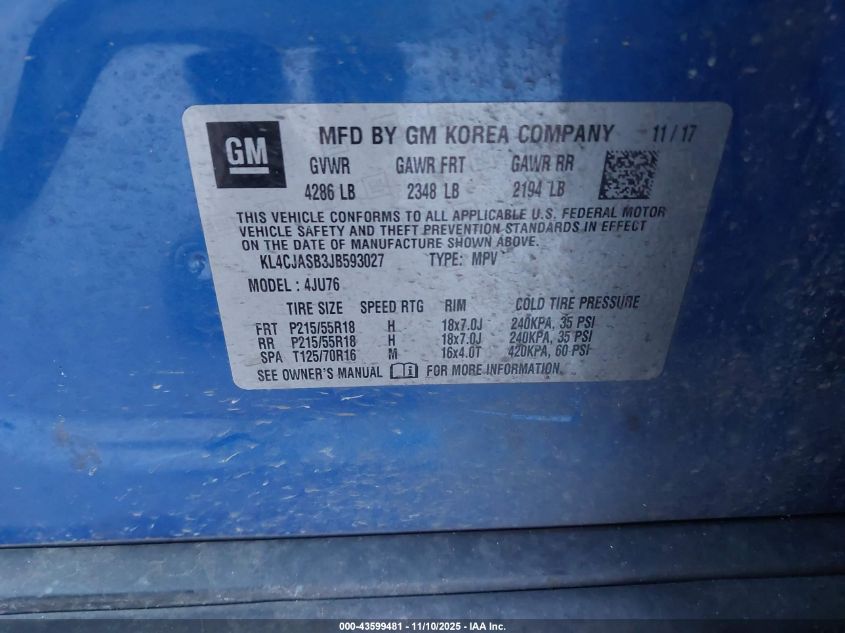 GM
MFD BY GM KOREA COMPANY 11/17
GVWR GAWR FRT GAWR RR
4286 LB 2348 LB 2194 LB
THIS VEHICLE CONFORMS TO ALL APPLICABLE U.S. FEDERAL MOTOR
VEHICLE SAFETY AND THEFT PREVENTION STANDARDS IN EFFECT
ON THE DATE OF MANUFACTURE SHOWN ABOVE.
KL4CJASB3JB593027 TYPE: MPV
MODEL : 4JU76
TIRE SIZE SPEED RTG RIM COLD TIRE PRESSURE
FRT P215/55R18 H 18x7.0J 240KPA, 35 PSI
RR P215/55R18 H 18x7.0J 240KPA, 35 PSI
SPA T125/70R16 M 16x4.0T 420KPA, 60 PSI
SEE OWNER'S MANUAL FOR MORE INFORMATION
000-43599481 - 11/10/2025 - IAA Inc.